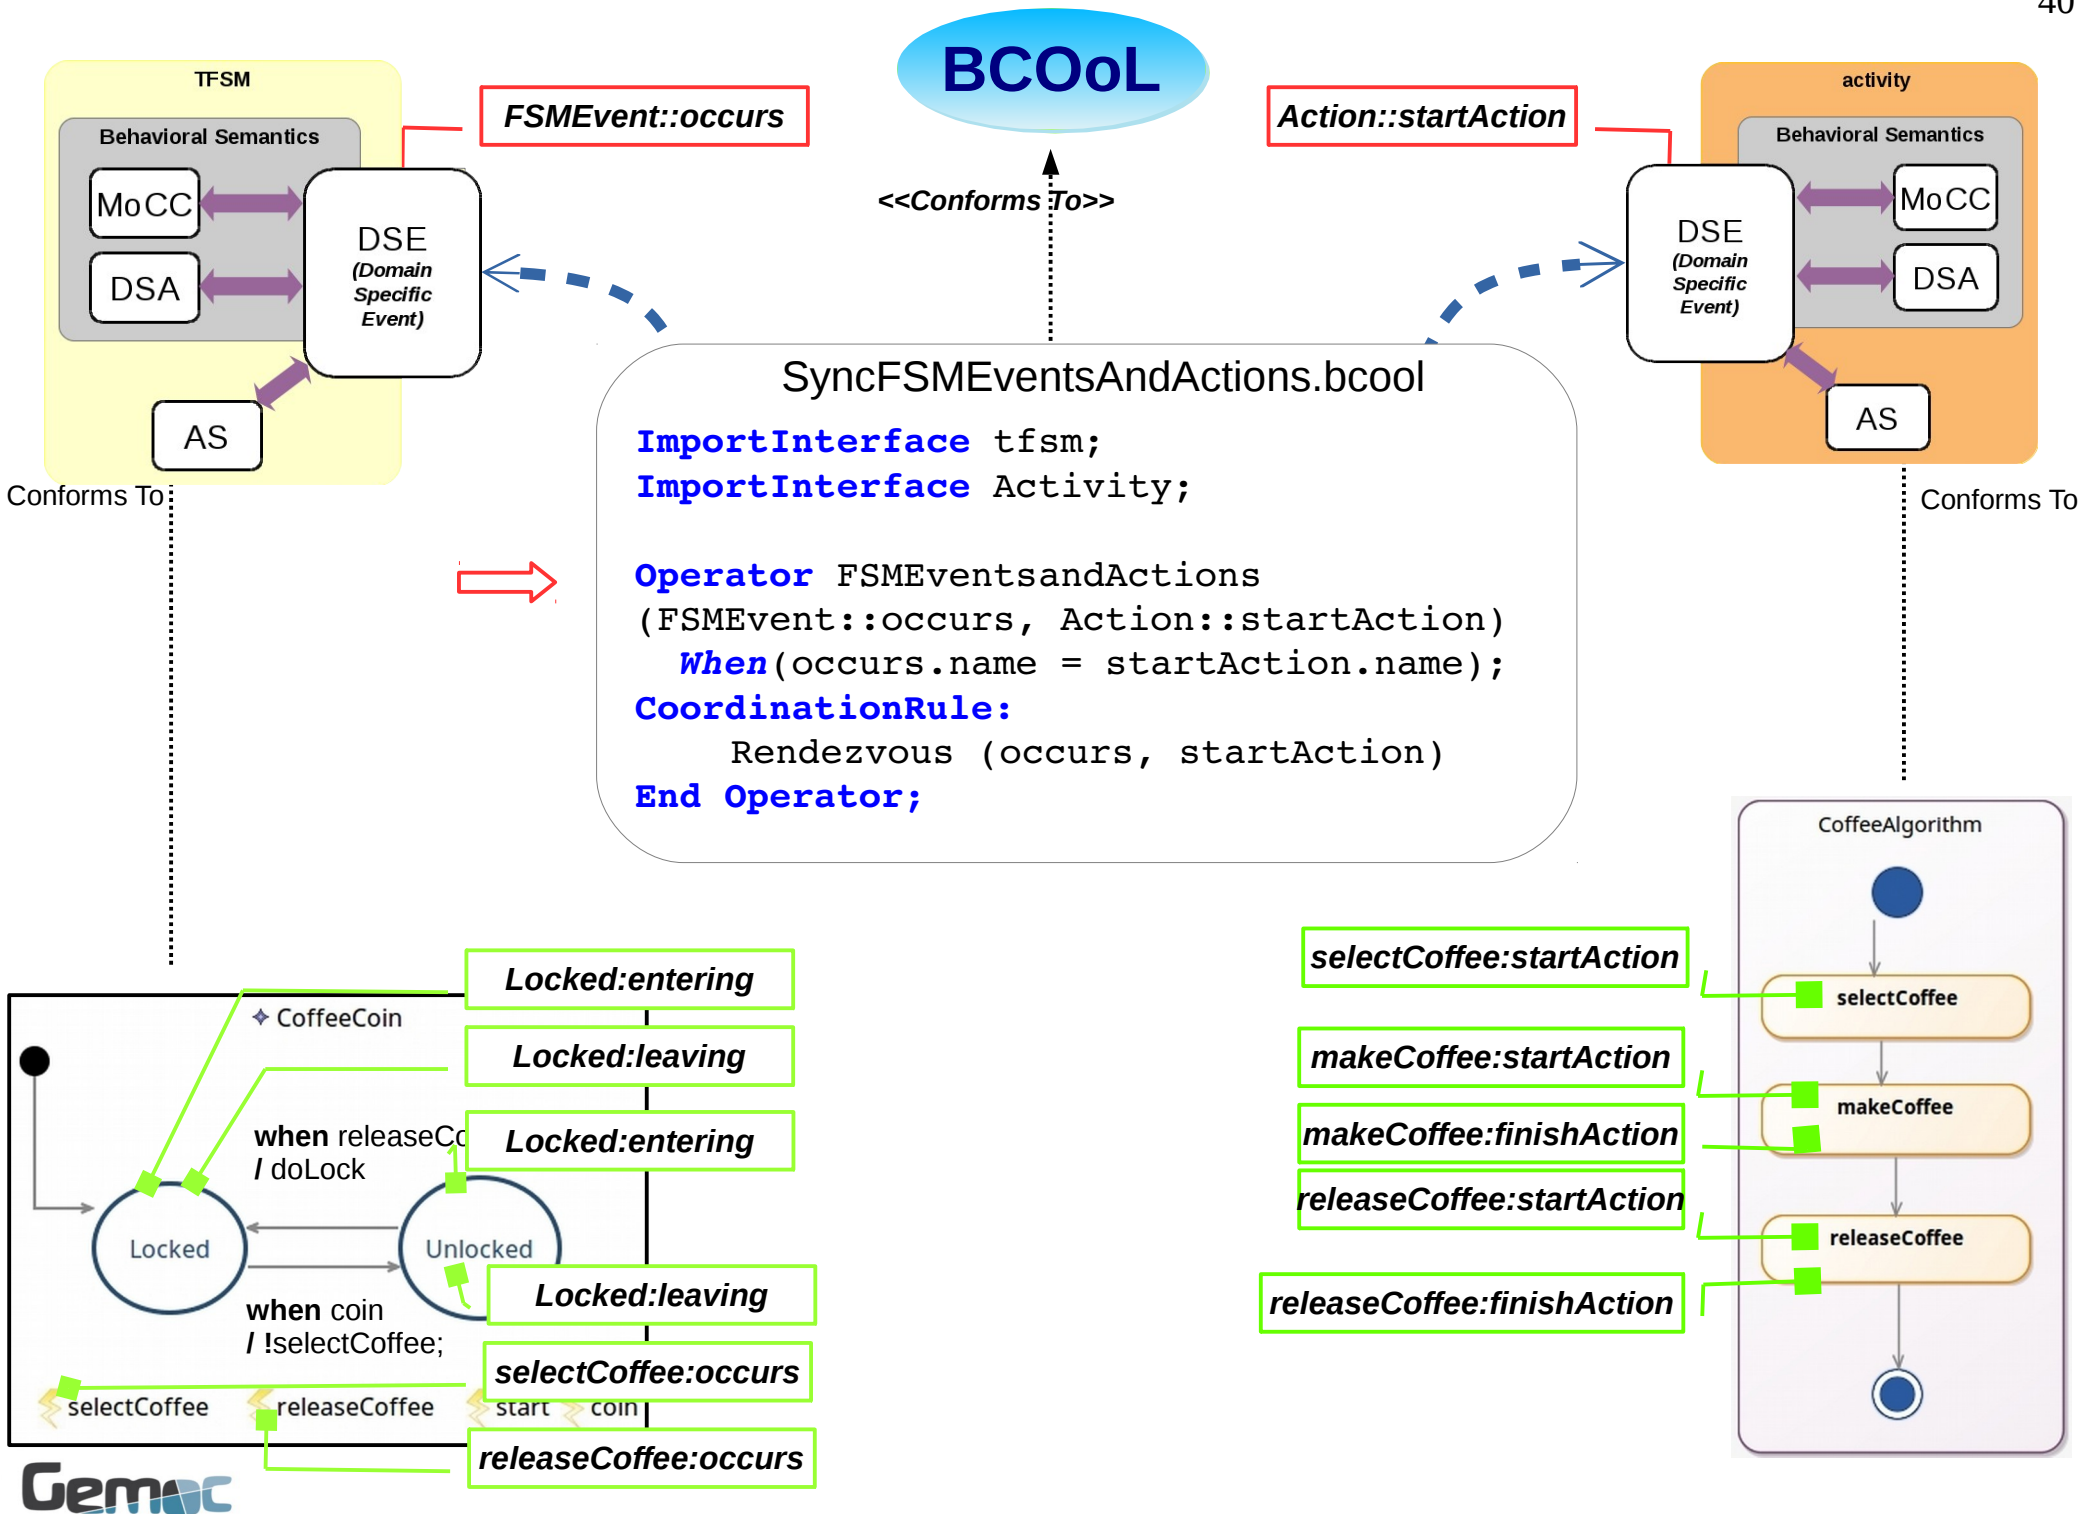 40
BCOoL
TFSM
Behavioral Semantics
MoCC
DSA
DSE
(Domain
Specific
Event)
AS
FSMEvent::occurs
<<Conforms To>>
Action::startAction
activity
Behavioral Semantics
MoCC
DSA
DSE
(Domain
Specific
Event)
AS
Conforms To
Conforms To
SyncFSMEventsAndActions.bcool
ImportInterface tfsm;
ImportInterface Activity;
Operator FSMEventsandActions
(FSMEvent::occurs, Action::startAction)
When(occurs.name = startAction.name);
CoordinationRule:
Rendezvous (occurs, startAction)
End Operator;
CoffeeCoin
Locked:entering
Locked:leaving
when releaseCo
/ doLock
Locked:entering
Locked
Unlocked
when coin
/ !selectCoffee;
Locked:leaving
selectCoffee:occurs
selectCoffee
releaseCoffee
start
coin
releaseCoffee:occurs
CoffeeAlgorithm
selectCoffee:startAction
selectCoffee
makeCoffee:startAction
makeCoffee
makeCoffee:finishAction
releaseCoffee:startAction
releaseCoffee
releaseCoffee:finishAction
Gemoc